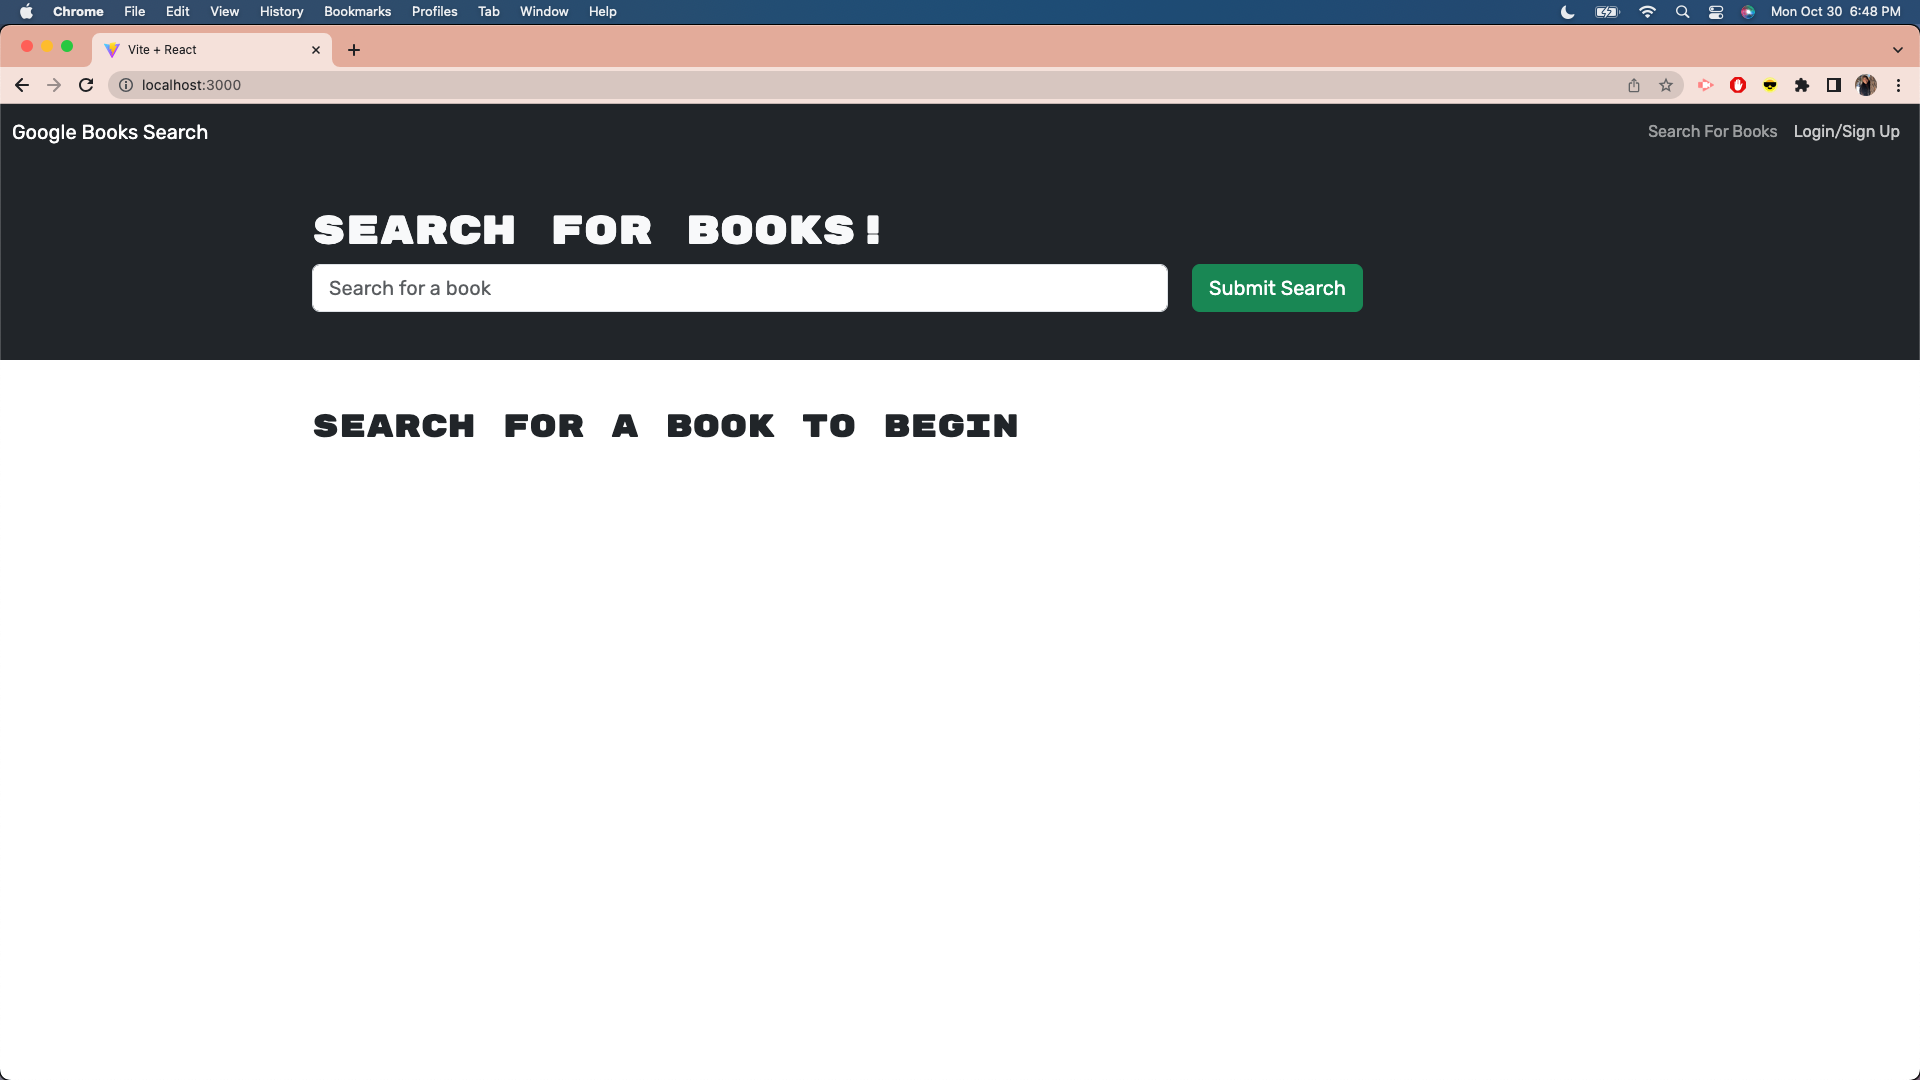 Chrome File Edit View History Bookmarks Profiles Tab Window Help Mon Oct 30 6:48 PM
Vite + React
localhost:3000
Google Books Search Search For Books Login/Sign Up
SEARCH FOR BOOKS!
Search for a book Submit Search
SEARCH FOR A BOOK TO BEGIN